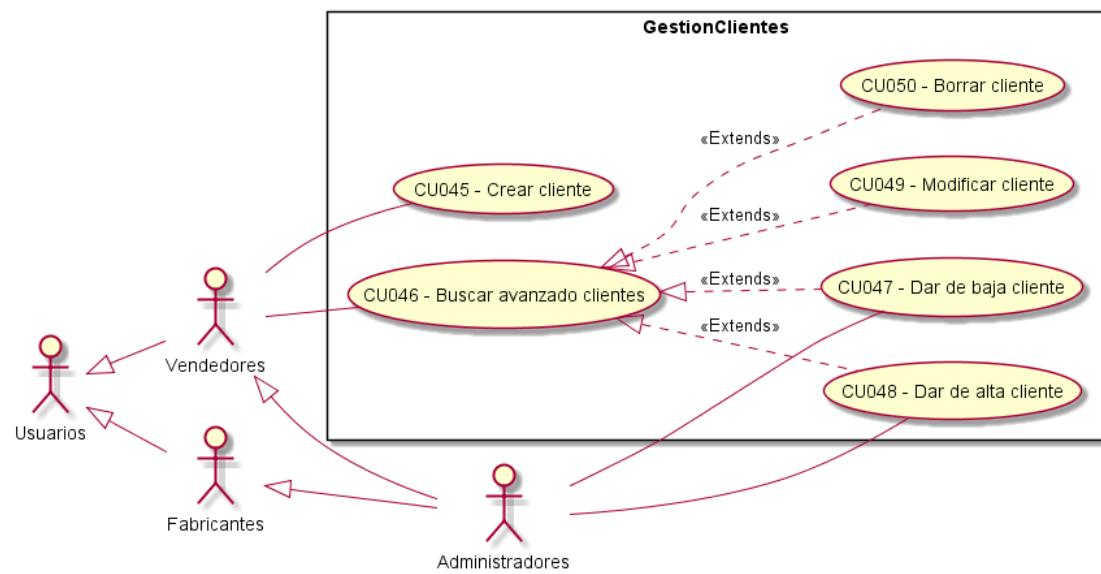 GestionClientes
CU050 - Borrar cliente
«Extends»
CU045 - Crear cliente
CU049 - Modificar cliente
«Extends»
CU046 - Buscar avanzado clientes
«Extends»
CU047 - Dar de baja cliente
«Extends»
Vendedores
CU048 - Dar de alta cliente
Usuarios
Fabricantes
Administradores